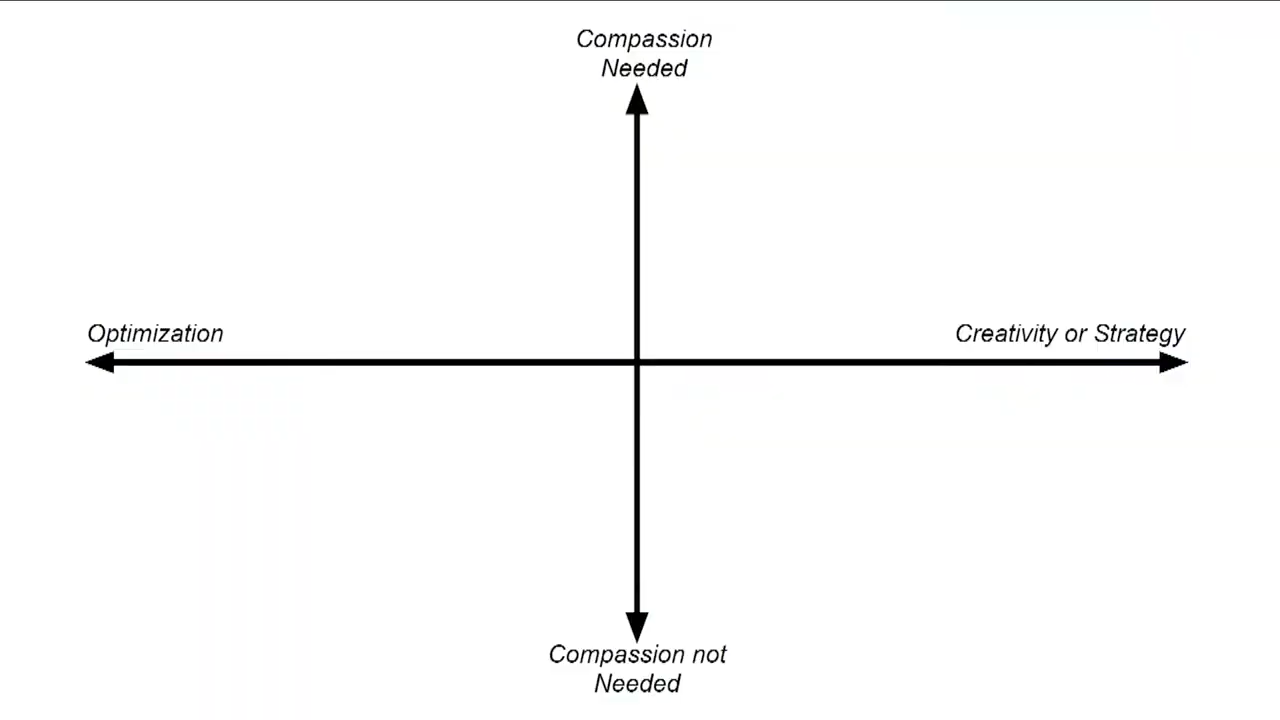 Compassion
Needed
Optimization
Creativity or Strategy
Compassion not
Needed